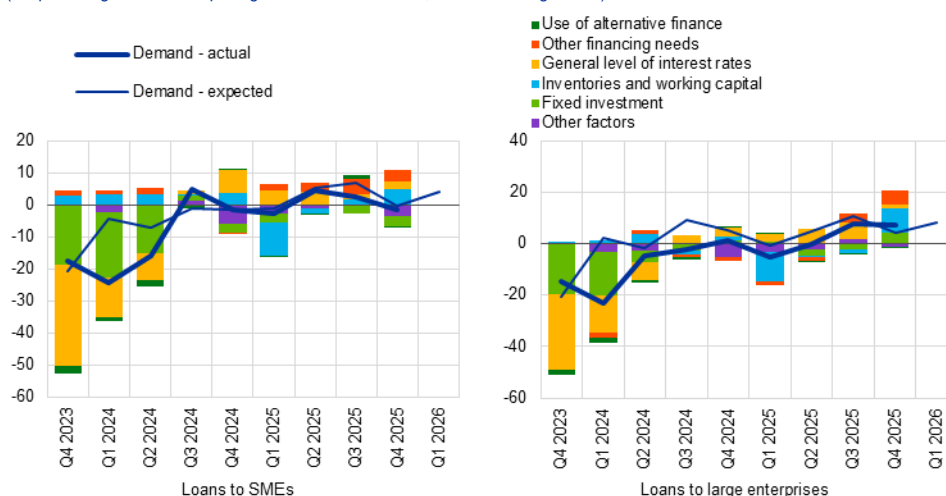 Use of alternative finance
Other financing needs
General level of interest rates
Inventories and working capital
Fixed investment
Other factors
Demand - actual
Demand - expected
20
10
0
-10
-20
-30
-40
-50
-60
Q4 2023
Q1 2024
Q2 2024
Q3 2024
Q4 2024
Q1 2025
Q2 2025
Q3 2025
Q4 2025
Q1 2026
Loans to SMEs
40
20
0
-20
-40
-60
Q4 2023
Q1 2024
Q2 2024
Q3 2024
Q4 2024
Q1 2025
Q2 2025
Q3 2025
Q4 2025
Q1 2026
Loans to large enterprises